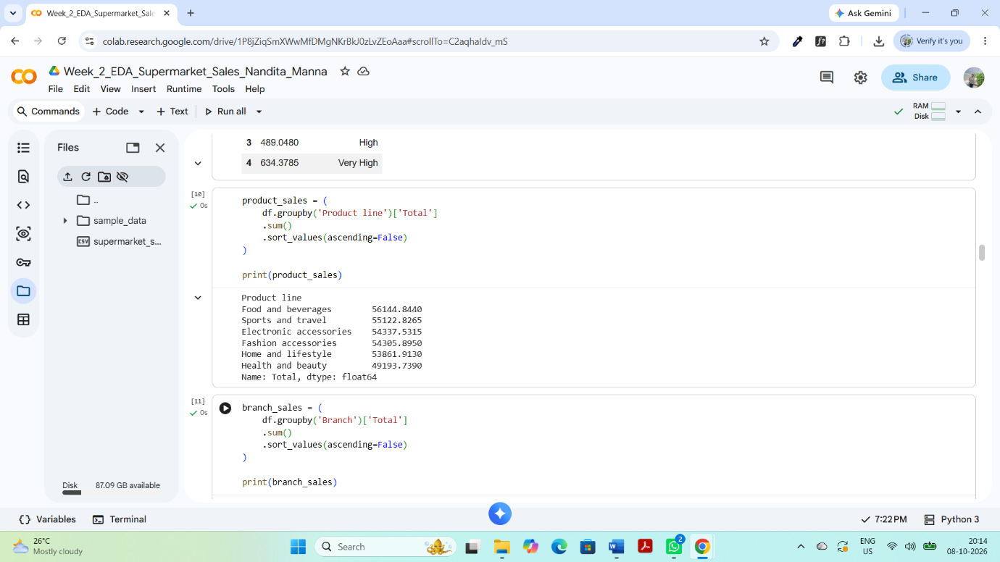 Week_2_EDA_Supermarket_Sale
Ask Gemini
colab.research.google.com/drive/1P8jZiqSmXWwMfDMgNKrBkJ0zLvZEoAaa#scrollTo=C2aqhaldv_mS
Verify it's you
Week_2_EDA_Supermarket_Sales_Nandita_Manna
File Edit View Insert Runtime Tools Help
Share
Commands + Code + Text Run all
RAM
Disk
Files
..
sample_data
CSV supermarket_s...
Disk 87.09 GB available
3 489.0480 High
4 634.3785 Very High
[10]
0s
product_sales = (
df.groupby('Product line')['Total']
.sum()
.sort_values(ascending=False)
)
print(product_sales)
Product line
Food and beverages 56144.8440
Sports and travel 55122.8265
Electronic accessories 54337.5315
Fashion accessories 54305.8950
Home and lifestyle 53861.9130
Health and beauty 49193.7390
Name: Total, dtype: float64
[11]
0s
branch_sales = (
df.groupby('Branch')['Total']
.sum()
.sort_values(ascending=False)
)
print(branch_sales)
{} Variables Terminal
7:22 PM Python 3
26°C
Mostly cloudy
Search
2
ENG
US
20:14
08-10-2026